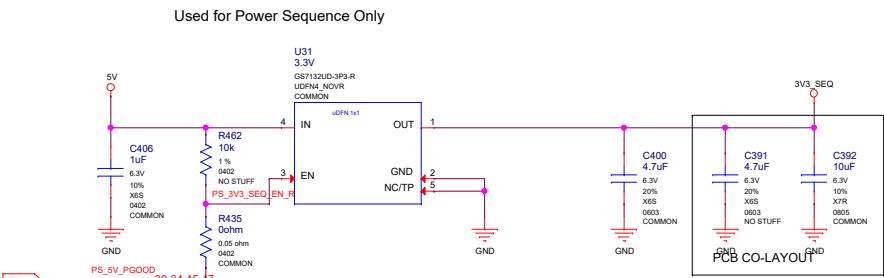 Used for Power Sequence Only
U31
3.3V
GS7132UD-3P3-R
UDFN4_NOVR
COMMON
5V
3V3_SEQ
uDFN 1x1
4
IN
OUT
1
C406
1uF
6.3V
10%
X6S
0402
COMMON
R462
10k
1 %
0402
NO STUFF
3
EN
GND
2
NC/TP
5
PS_3V3_SEQ_EN_R
C400
4.7uF
6.3V
20%
X6S
0603
COMMON
C391
4.7uF
6.3V
20%
X6S
0603
NO STUFF
C392
10uF
6.3V
10%
X7R
0805
COMMON
R435
0ohm
0.05 ohm
0402
COMMON
GND
GND
GND
GND
GND
PCB CO-LAYOUT
PS_5V_PGOOD